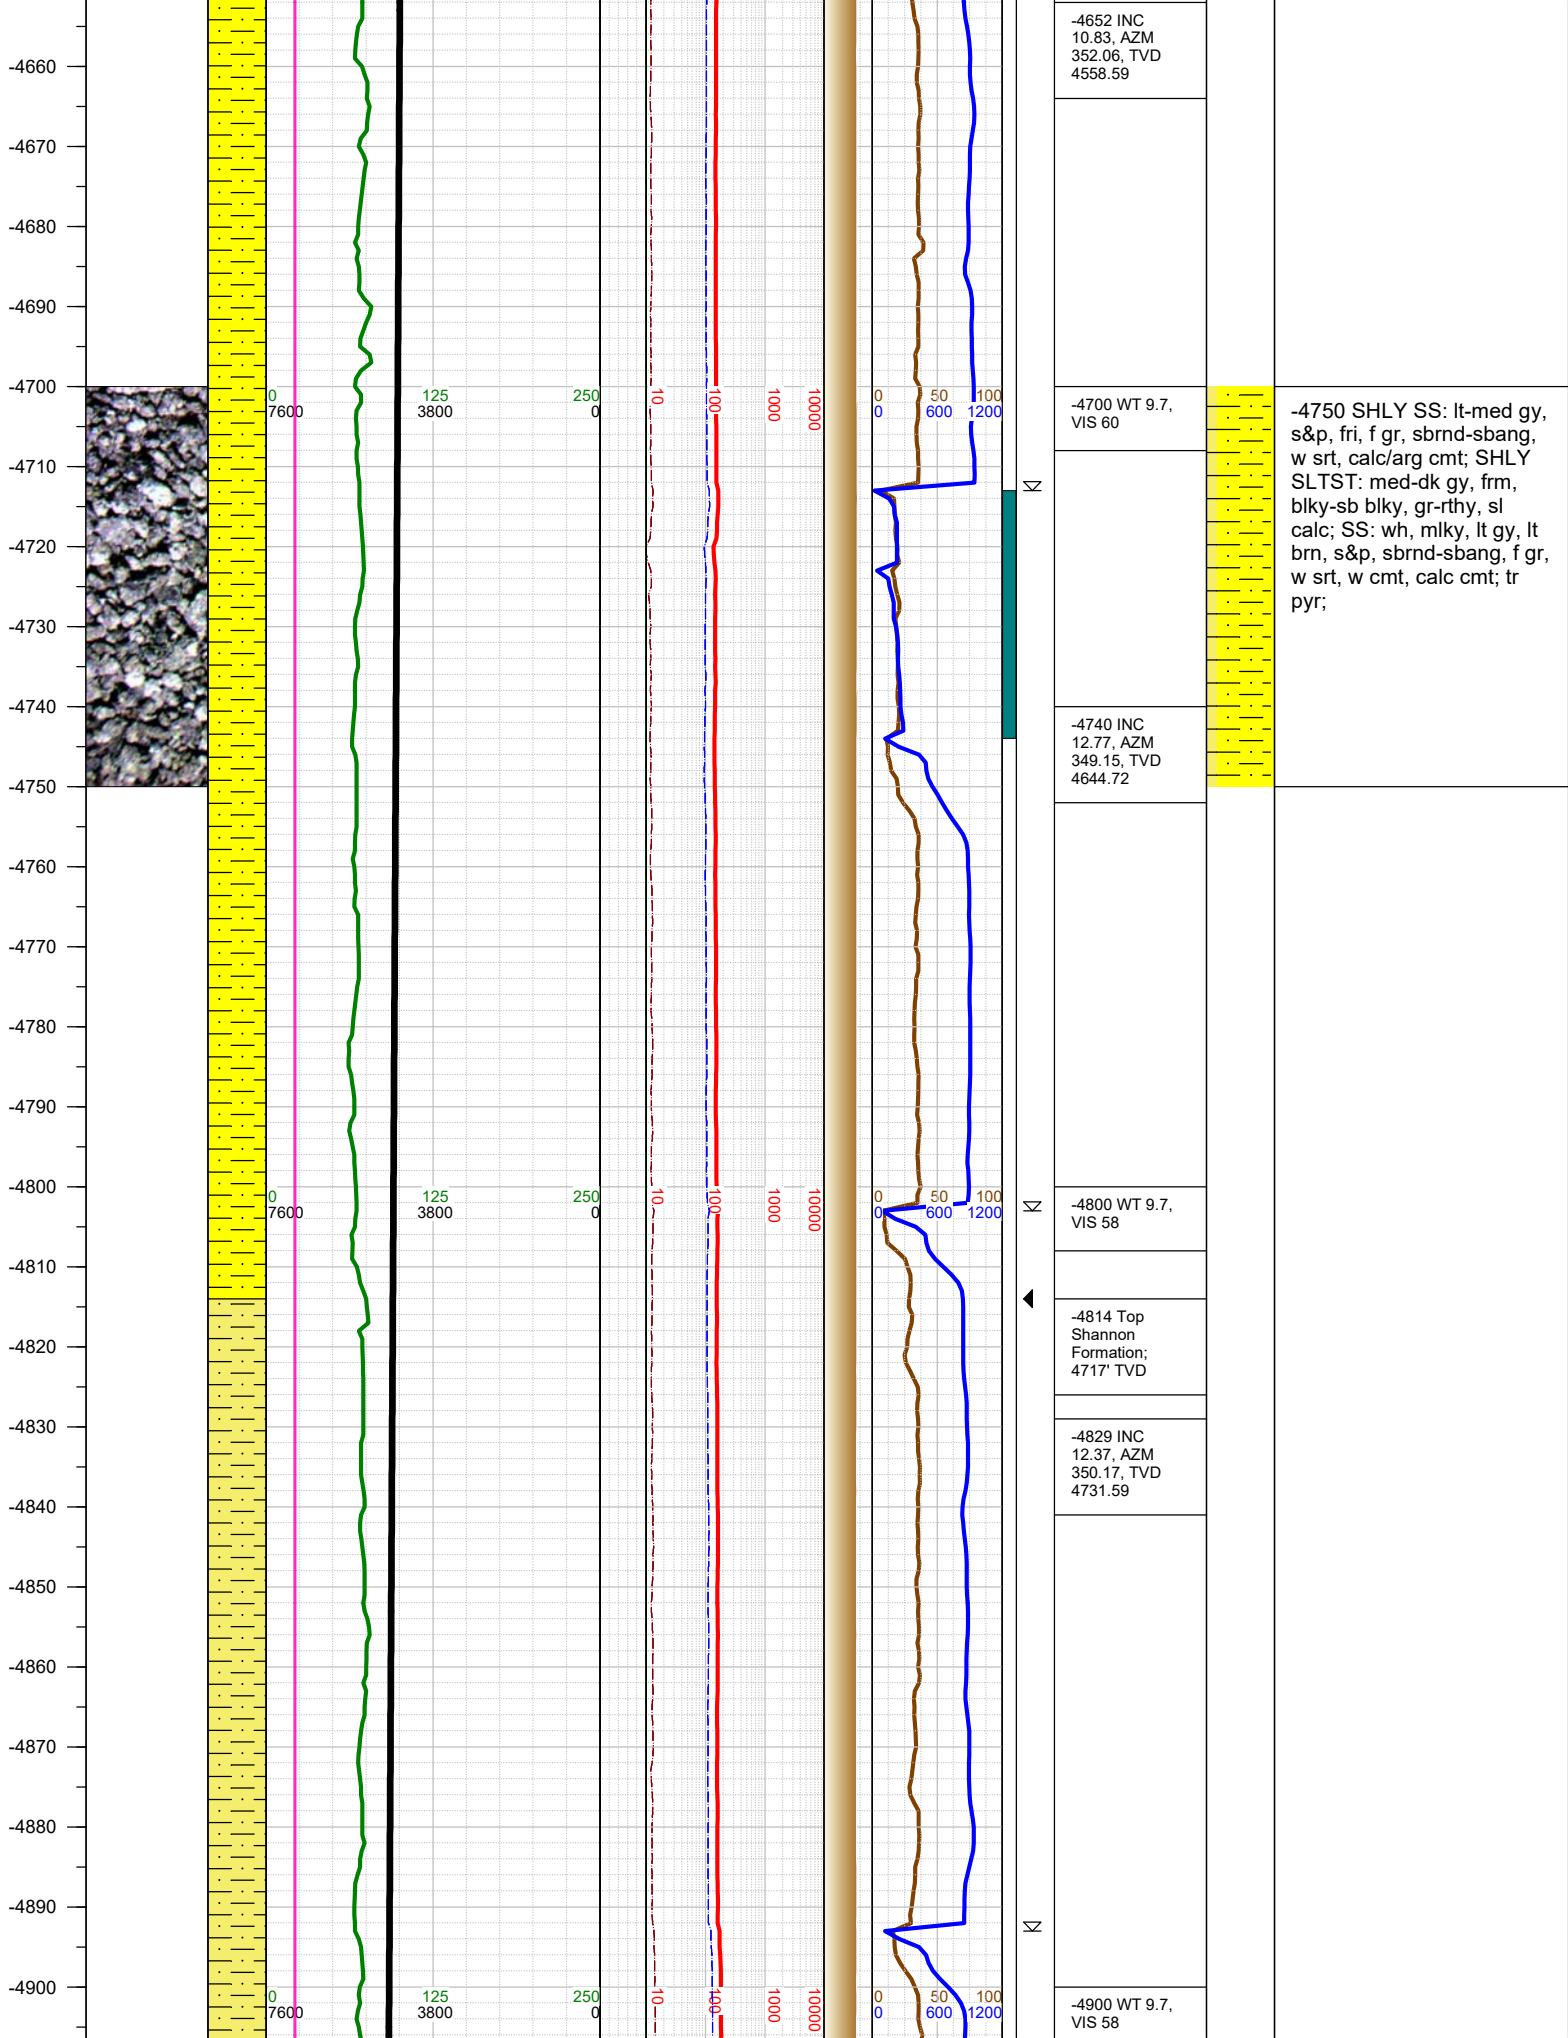 -4652 INC
10.83, AZM
352.06, TVD
4558.59
-4660
-4670
-4680
-4690
-4700
0 125 250
7600 3800 0
10 100 1000 10000
0 50 100
0 600 1200
-4700 WT 9.7,
VIS 60
-4750 SHLY SS: lt-med gy,
s&p, fri, f gr, sbrnd-sbang,
w srt, calc/arg cmt; SHLY
SLTST: med-dk gy, frm,
blky-sb blky, gr-rthy, sl
calc; SS: wh, mlky, lt gy, lt
brn, s&p, sbrnd-sbang, f gr,
w srt, w cmt, calc cmt; tr
pyr;
-4710
-4720
-4730
-4740
-4740 INC
12.77, AZM
349.15, TVD
4644.72
-4750
-4760
-4770
-4780
-4790
-4800
0 125 250
7600 3800 0
10 100 1000 10000
0 50 100
0 600 1200
-4800 WT 9.7,
VIS 58
-4810
-4814 Top
Shannon
Formation;
4717' TVD
-4820
-4830
-4829 INC
12.37, AZM
350.17, TVD
4731.59
-4840
-4850
-4860
-4870
-4880
-4890
-4900
0 125 250
7600 3800 0
10 100 1000 10000
0 50 100
0 600 1200
-4900 WT 9.7,
VIS 58